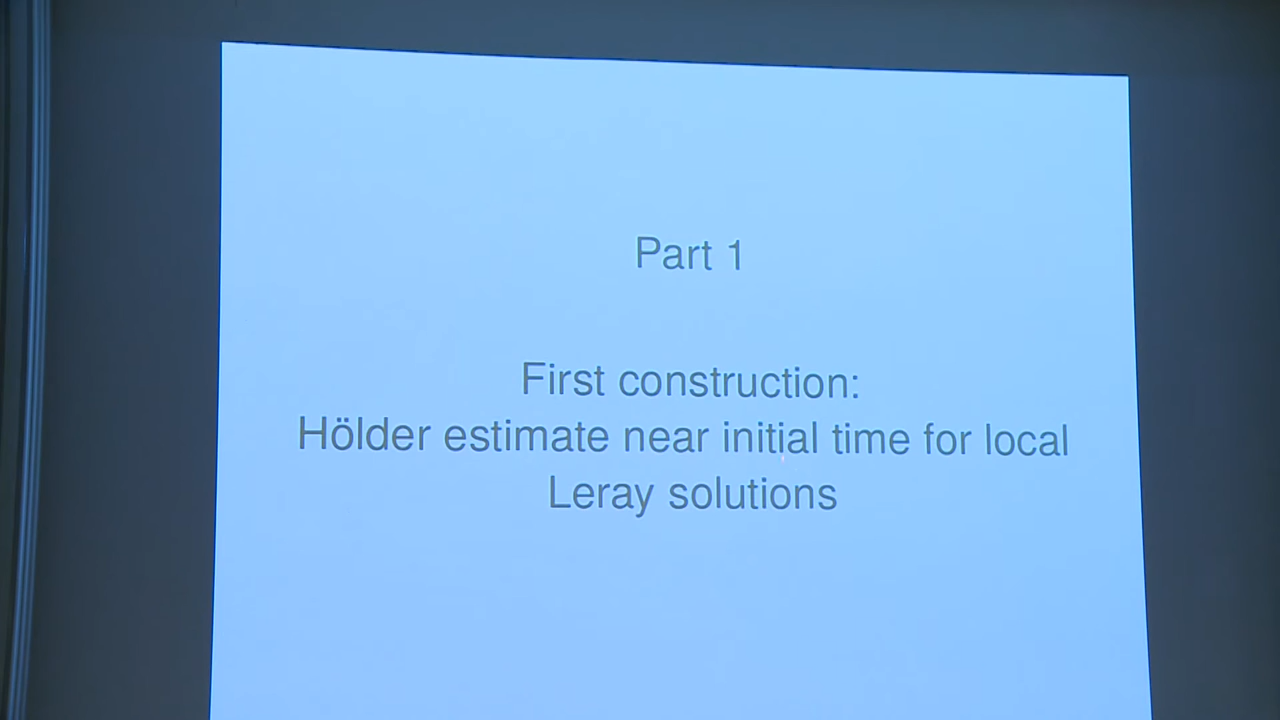 Part 1
First construction:
Hölder estimate near initial time for local
Leray solutions